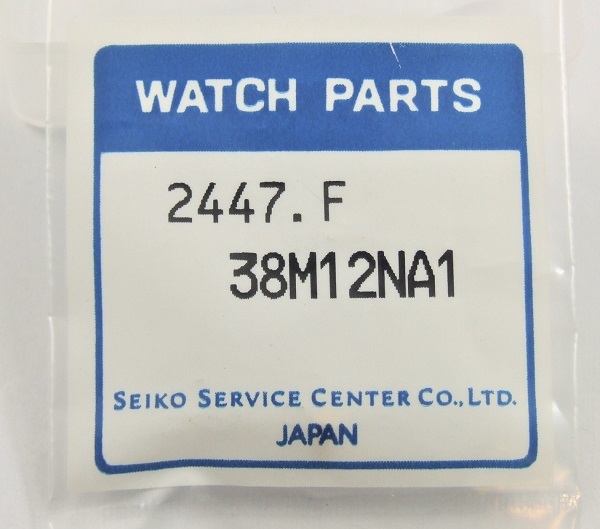 WATCH PARTS
2447.F
38M12NA1
SEIKO SERVICE CENTER CO., LTD.
JAPAN